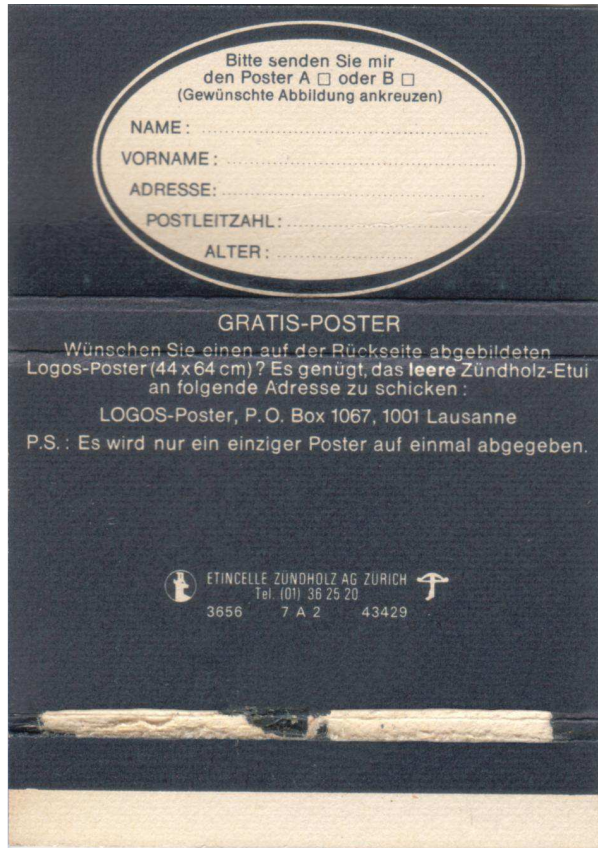 Bitte senden Sie mir
den Poster A □ oder B □
(Gewünschte Abbildung ankreuzen)
NAME :
VORNAME :
ADRESSE:
POSTLEITZAHL :
ALTER :
GRATIS-POSTER
Wünschen Sie einen auf der Rückseite abgebildeten
Logos-Poster (44 x 64 cm) ? Es genügt, das leere Zündholz-Etui
an folgende Adresse zu schicken :
LOGOS-Poster, P. O. Box 1067, 1001 Lausanne
P.S. : Es wird nur ein einziger Poster auf einmal abgegeben.
ETINCELLE ZÜNDHOLZ AG ZÜRICH
Tel. (01) 36 25 20
3656 7 A 2 43429